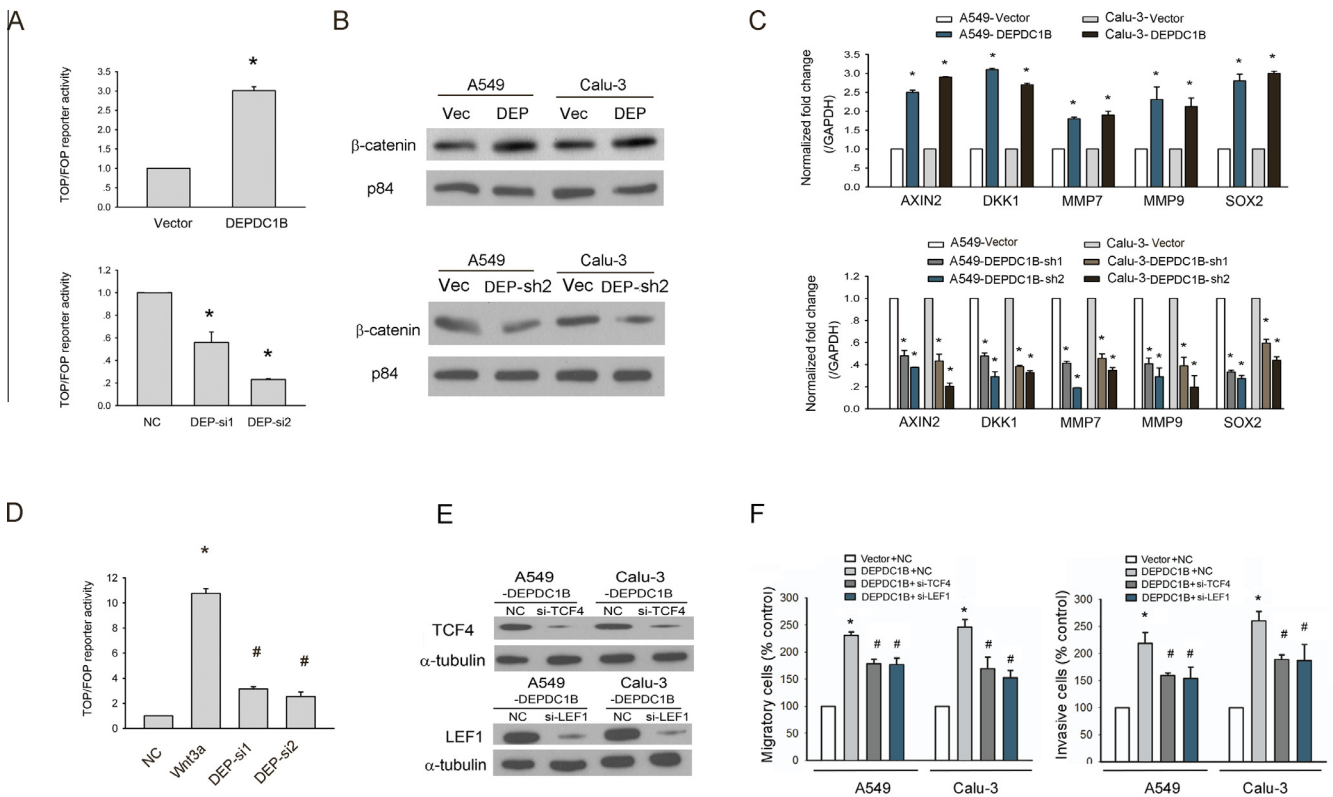 A
TOP/FOP reporter activity
3.5
3.0
2.5
2.0
1.5
1.0
.5
0.0
*
Vector DEPDC1B
TOP/FOP reporter activity
1.2
1.0
.8
.6
.4
.2
0.0
* *
NC DEP-si1 DEP-si2
B
A549 Calu-3
Vec DEP Vec DEP
β-catenin
p84
A549 Calu-3
Vec DEP-sh2 Vec DEP-sh2
β-catenin
p84
C
A549-Vector Calu-3-Vector
A549-DEPDC1B Calu-3-DEPDC1B
Normalized fold change
(/GAPDH)
3.5
3.0
2.5
2.0
1.5
1.0
.5
0.0
* * * * * * * * * *
AXIN2 DKK1 MMP7 MMP9 SOX2
A549-Vector Calu-3-Vector
A549-DEPDC1B-sh1 Calu-3-DEPDC1B-sh1
A549-DEPDC1B-sh2 Calu-3-DEPDC1B-sh2
Normalized fold change
(/GAPDH)
1.2
1.0
.8
.6
.4
.2
0.0
* * * * * * * * * * * * * * * * * * * *
AXIN2 DKK1 MMP7 MMP9 SOX2
D
TOP/FOP reporter activity
12
10
8
6
4
2
0
* # #
NC Wnt3a DEP-si1 DEP-si2
E
A549 Calu-3
-DEPDC1B -DEPDC1B
NC si-TCF4 NC si-TCF4
TCF4
α-tubulin
A549 Calu-3
-DEPDC1B -DEPDC1B
NC si-LEF1 NC si-LEF1
LEF1
α-tubulin
F
Vector+NC
DEPDC1B+NC
DEPDC1B+si-TCF4
DEPDC1B+si-LEF1
Migratory cells (% control)
300
250
200
150
100
50
0
* # # * # #
A549 Calu-3
Vector+NC
DEPDC1B+NC
DEPDC1B+si-TCF4
DEPDC1B+si-LEF1
Invasive cells (% control)
300
250
200
150
100
50
0
* # # * # #
A549 Calu-3